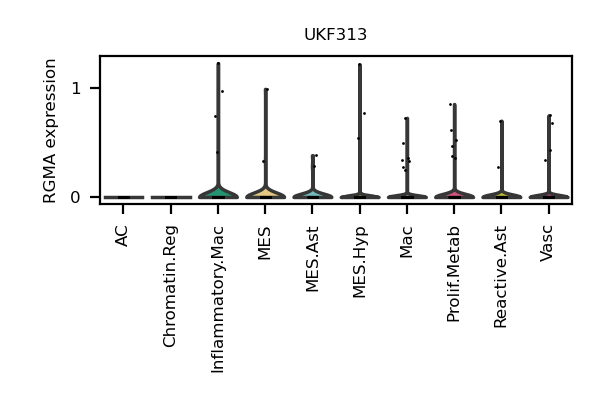 UKF313
RGMA expression
1
0
AC
Chromatin.Reg
Inflammatory.Mac
MES
MES.Ast
MES.Hyp
Mac
Prolif.Metab
Reactive.Ast
Vasc